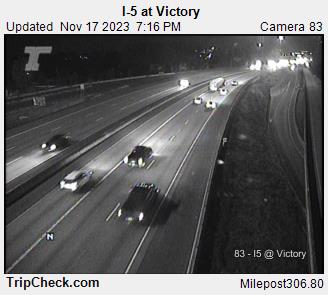 I-5 at Victory
Updated Nov 17 2023 7:16 PM Camera 83
T
N
83 - I5 @ Victory
TripCheck.com Milepost306.80